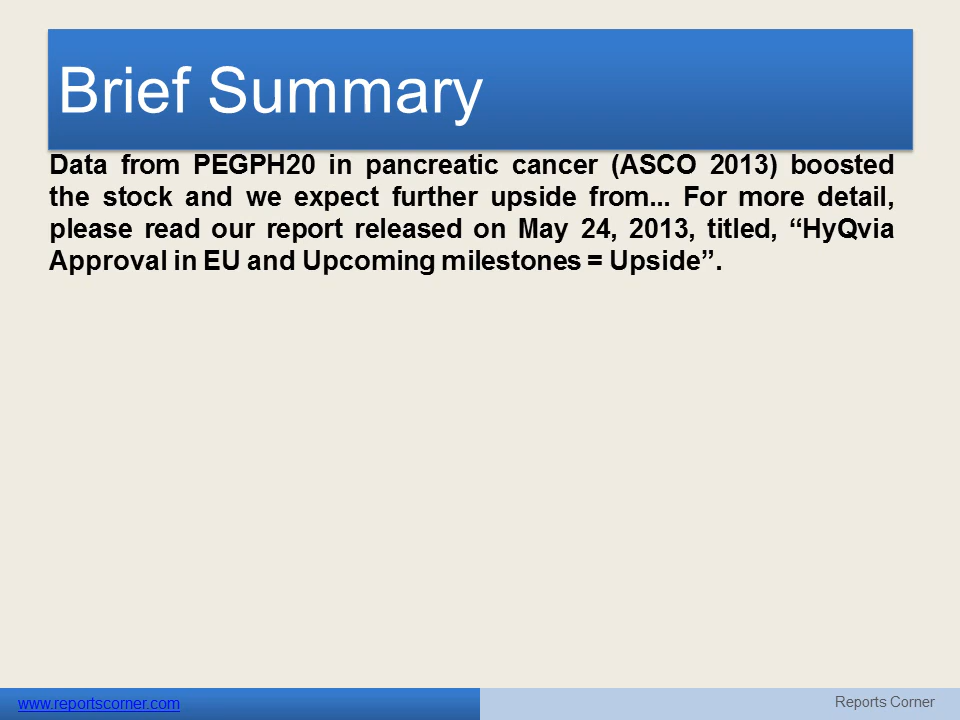 Brief Summary
Data from PEGPH20 in pancreatic cancer (ASCO 2013) boosted
the stock and we expect further upside from... For more detail,
please read our report released on May 24, 2013, titled, “HyQvia
Approval in EU and Upcoming milestones = Upside”.
www.reportscorner.com
Reports Corner